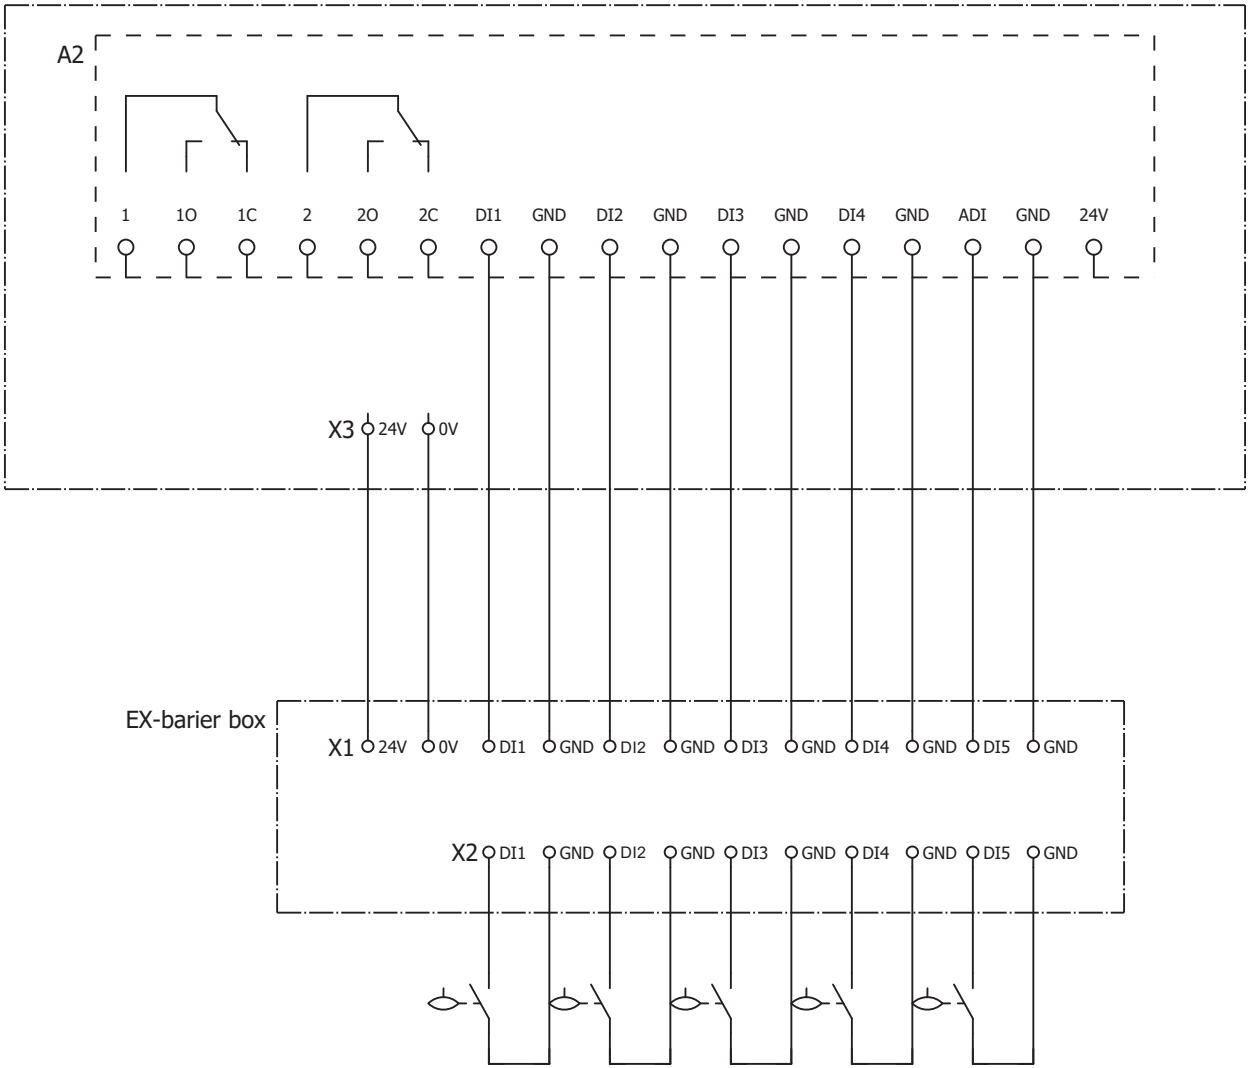 A2
1 1O 1C 2 2O 2C DI1 GND DI2 GND DI3 GND DI4 GND ADI GND 24V
X3 24V 0V
EX-barier box
X1 24V 0V DI1 GND DI2 GND DI3 GND DI4 GND DI5 GND
X2 DI1 GND DI2 GND DI3 GND DI4 GND DI5 GND